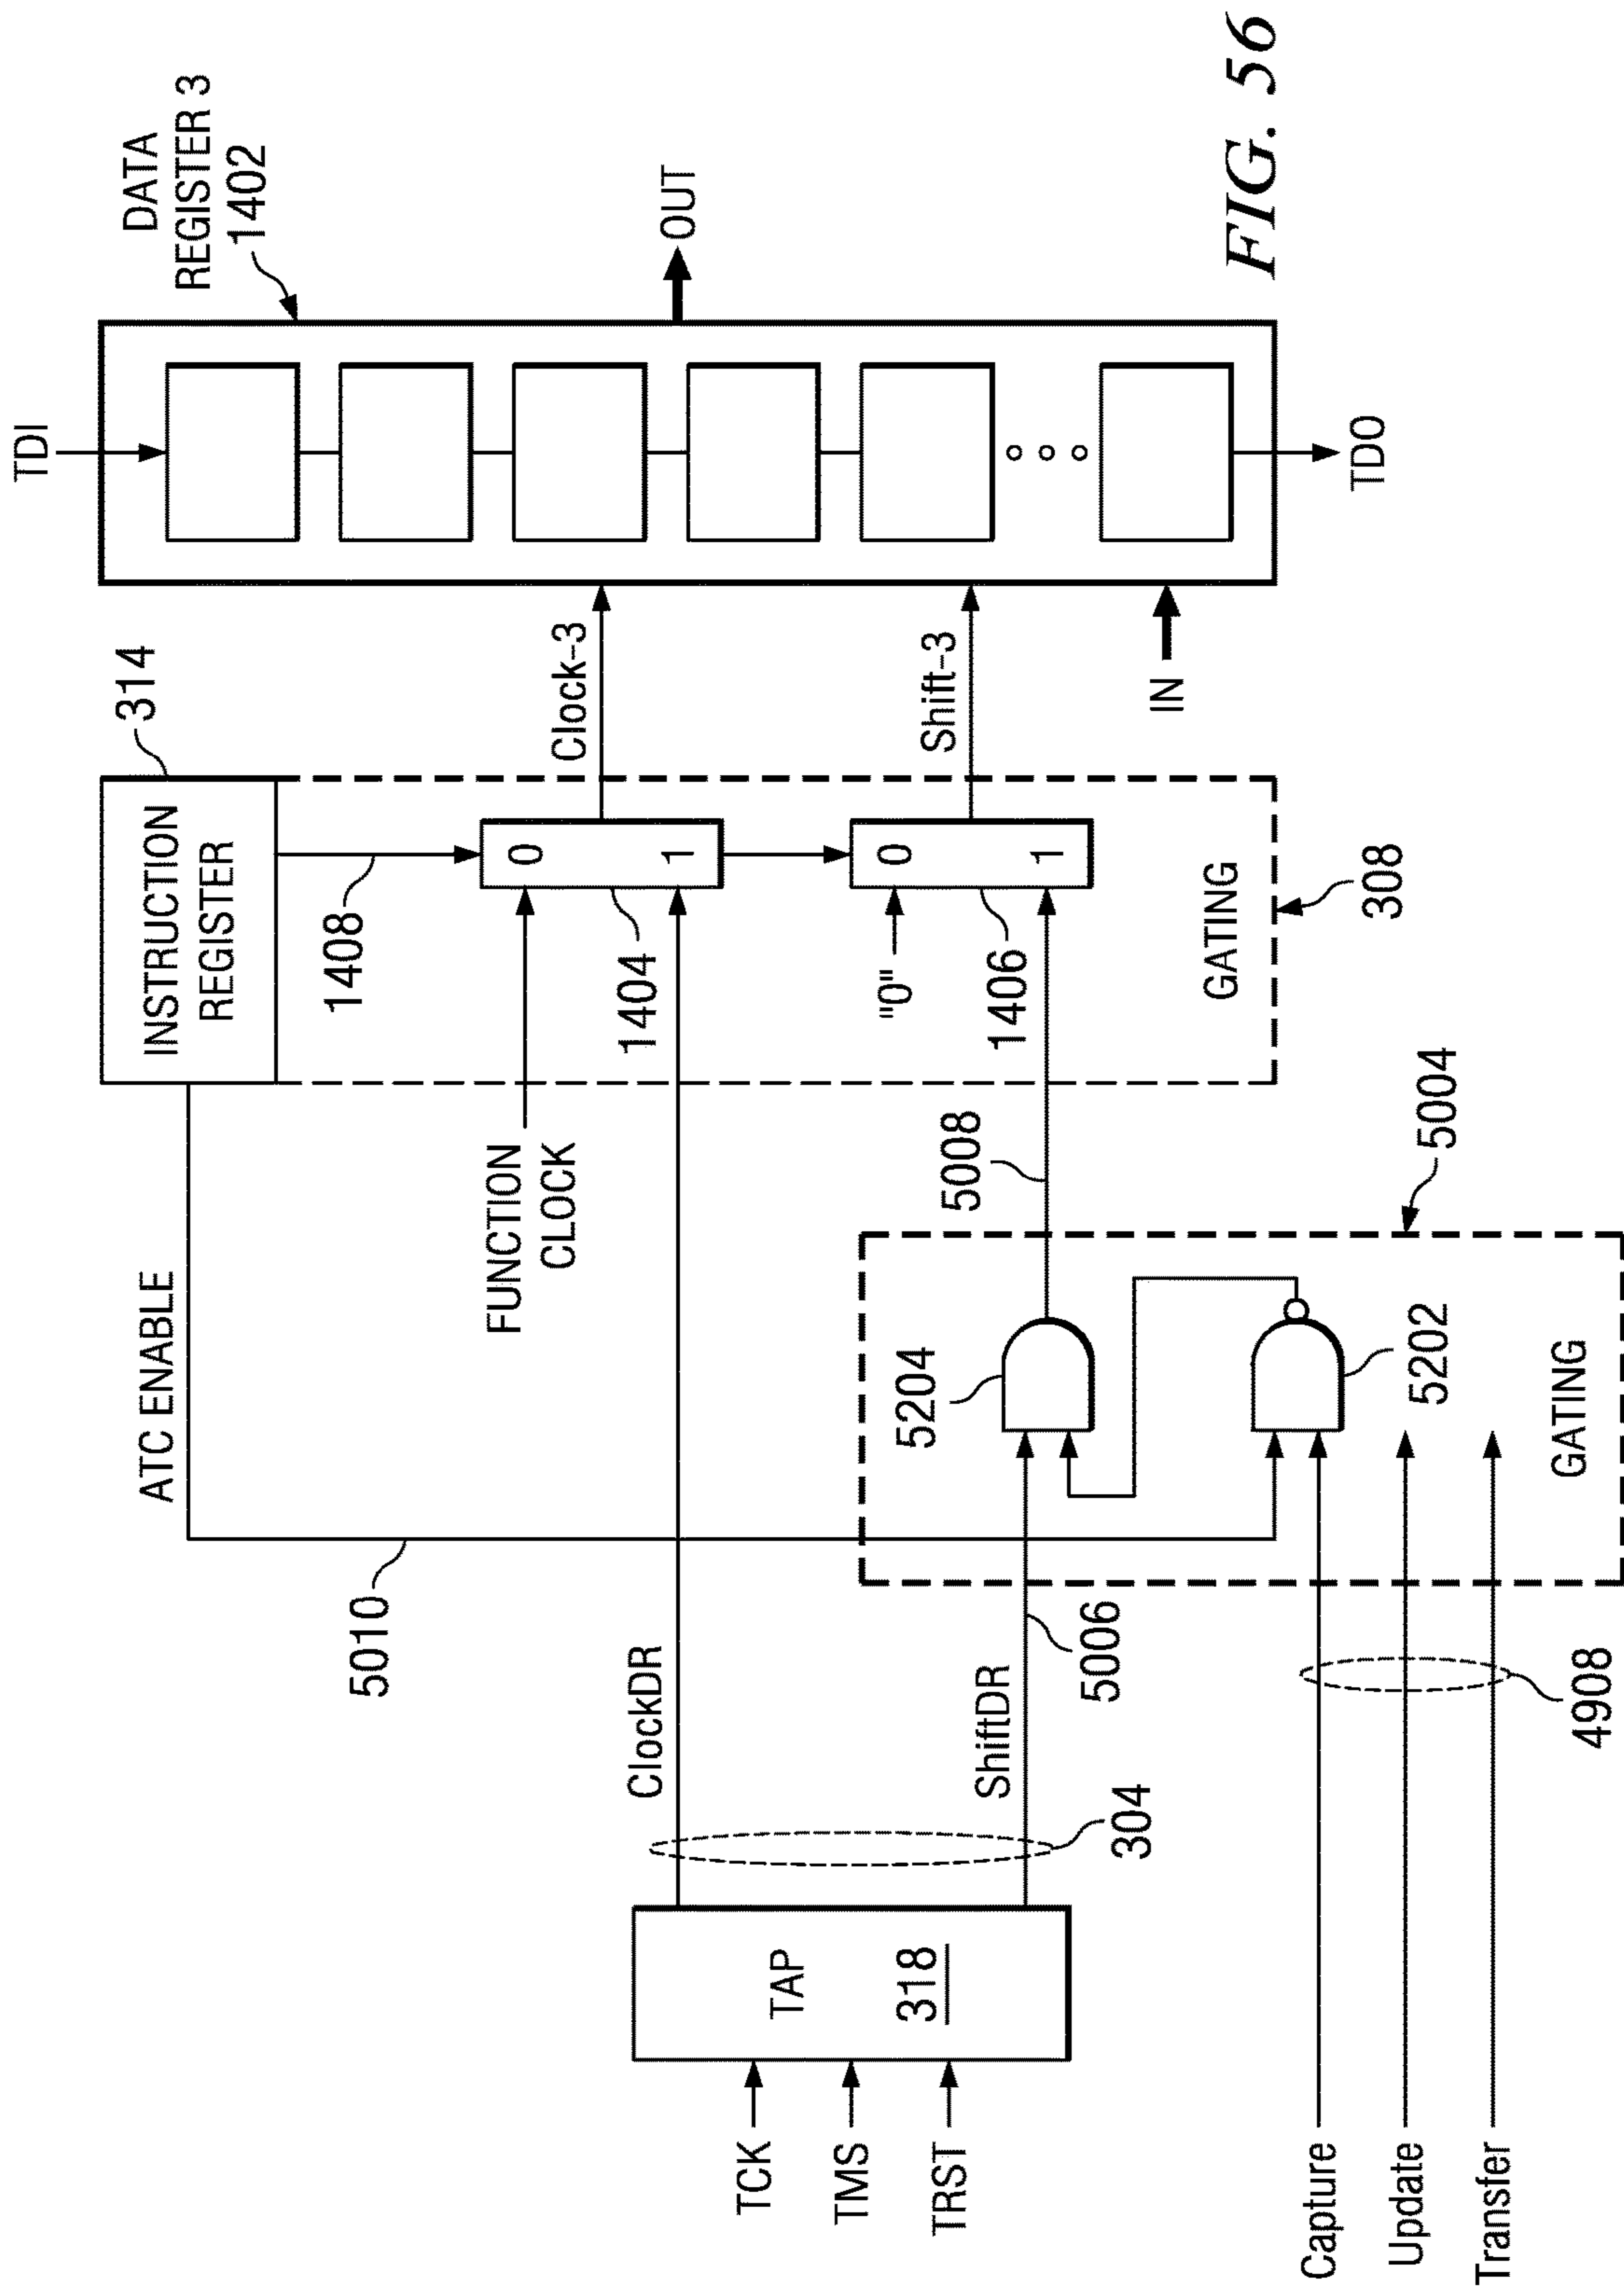 TCK
TMS
TRST
TAP
318
304
ClockDR
ShiftDR
5006
Capture
Update
Transfer
4908
5010
ATC ENABLE
5204
5202
GATING
5004
5008
FUNCTION
CLOCK
INSTRUCTION
REGISTER
314
1408
0
1
1404
"0"
0
1
1406
GATING
308
Clock-3
Shift-3
IN
DATA
REGISTER 3
1402
TDI
OUT
TDO
FIG. 56